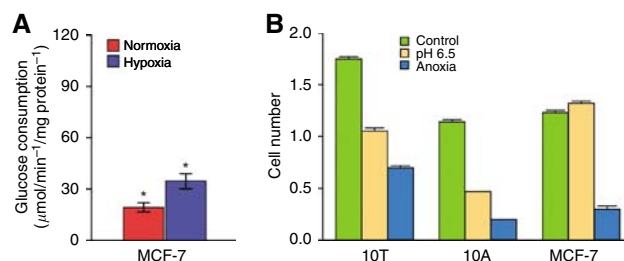 A
Glucose consumption
(μmol/min⁻¹/mg protein⁻¹)
120
90
60
30
0
Normoxia
Hypoxia
*
*
MCF-7
B
Cell number
2.0
1.5
1.0
0.5
0.0
Control
pH 6.5
Anoxia
10T
10A
MCF-7